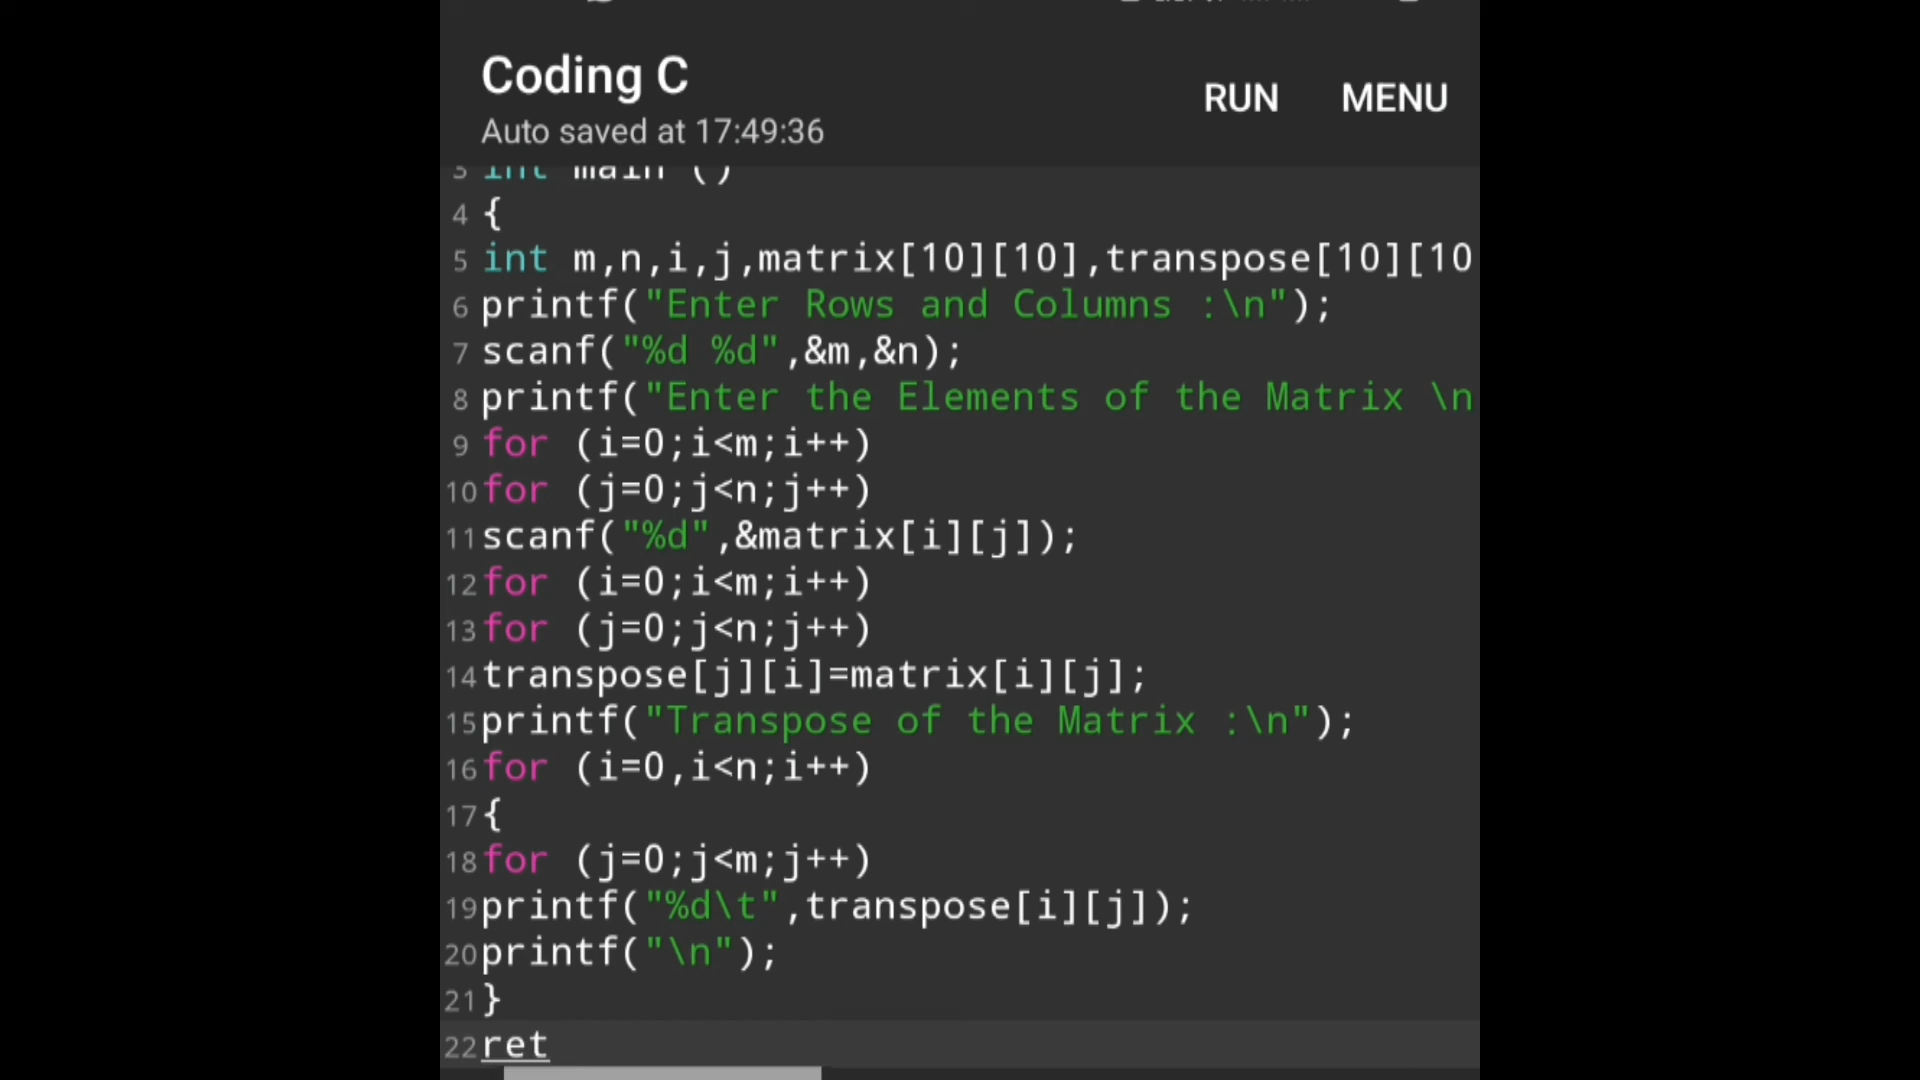 Coding C
RUN MENU
Auto saved at 17:49:36
3 int main ()
4 {
5 int m,n,i,j,matrix[10][10],transpose[10][10
6 printf("Enter Rows and Columns :\n");
7 scanf("%d %d",&m,&n);
8 printf("Enter the Elements of the Matrix \n
9 for (i=0;i<m;i++)
10 for (j=0;j<n;j++)
11 scanf("%d",&matrix[i][j]);
12 for (i=0;i<m;i++)
13 for (j=0;j<n;j++)
14 transpose[j][i]=matrix[i][j];
15 printf("Transpose of the Matrix :\n");
16 for (i=0,i<n;i++)
17 {
18 for (j=0;j<m;j++)
19 printf("%d\t",transpose[i][j]);
20 printf("\n");
21 }
22 ret